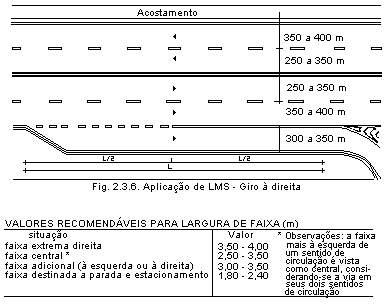 Acostamento
350 a 400 m
250 a 350 m
250 a 350 m
350 a 400 m
300 a 350 m
L/2 L/2
L
Fig. 2.3.6. Aplicação de LMS - Giro à direita
VALORES RECOMENDÁVEIS PARA LARGURA DE FAIXA (m)
situação Valor
faixa extrema direita 3,50 - 4,00
faixa central * 2,50 - 3,50
faixa adicional (à esquerda ou à direita) 3,00 - 3,50
faixa destinada a parada e estacionamento 1,80 - 2,40
* Observações: a faixa
mais à esquerda de
um sentido de
circulação é vista
como central, consi-
derando-se a via em
seus dois sentidos
de circulação